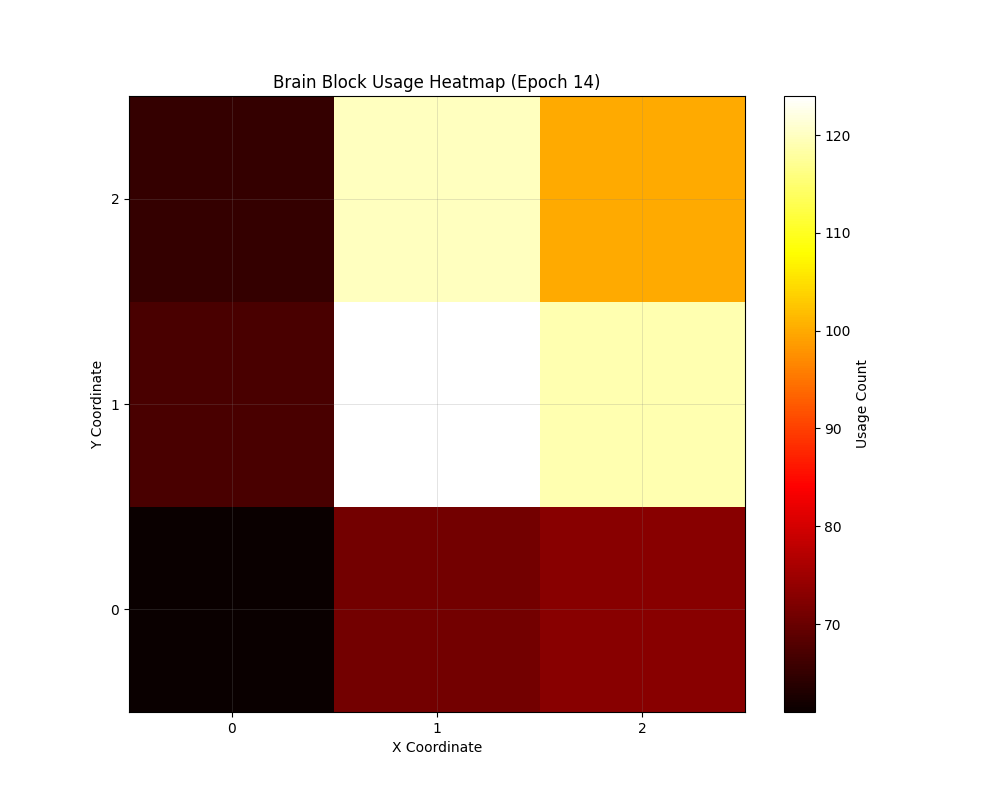 Brain Block Usage Heatmap (Epoch 14)
120
110
100
90
80
70
Usage Count
2
1
0
Y Coordinate
0 1 2
X Coordinate